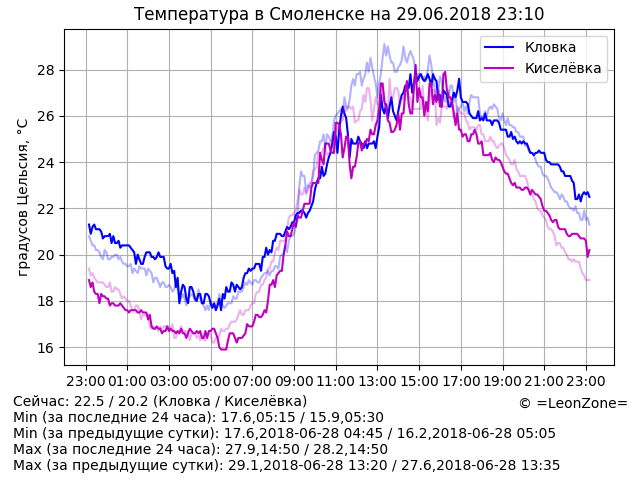 Температура в Смоленске на 29.06.2018 23:10
Кловка
Киселёвка
градусов Цельсия, °C
28
26
24
22
20
18
16
23:00 01:00 03:00 05:00 07:00 09:00 11:00 13:00 15:00 17:00 19:00 21:00 23:00
Сейчас: 22.5 / 20.2 (Кловка / Киселёвка)
© =LeonZone=
Min (за последние 24 часа): 17.6,05:15 / 15.9,05:30
Min (за предыдущие сутки): 17.6,2018-06-28 04:45 / 16.2,2018-06-28 05:05
Max (за последние 24 часа): 27.9,14:50 / 28.2,14:50
Max (за предыдущие сутки): 29.1,2018-06-28 13:20 / 27.6,2018-06-28 13:35